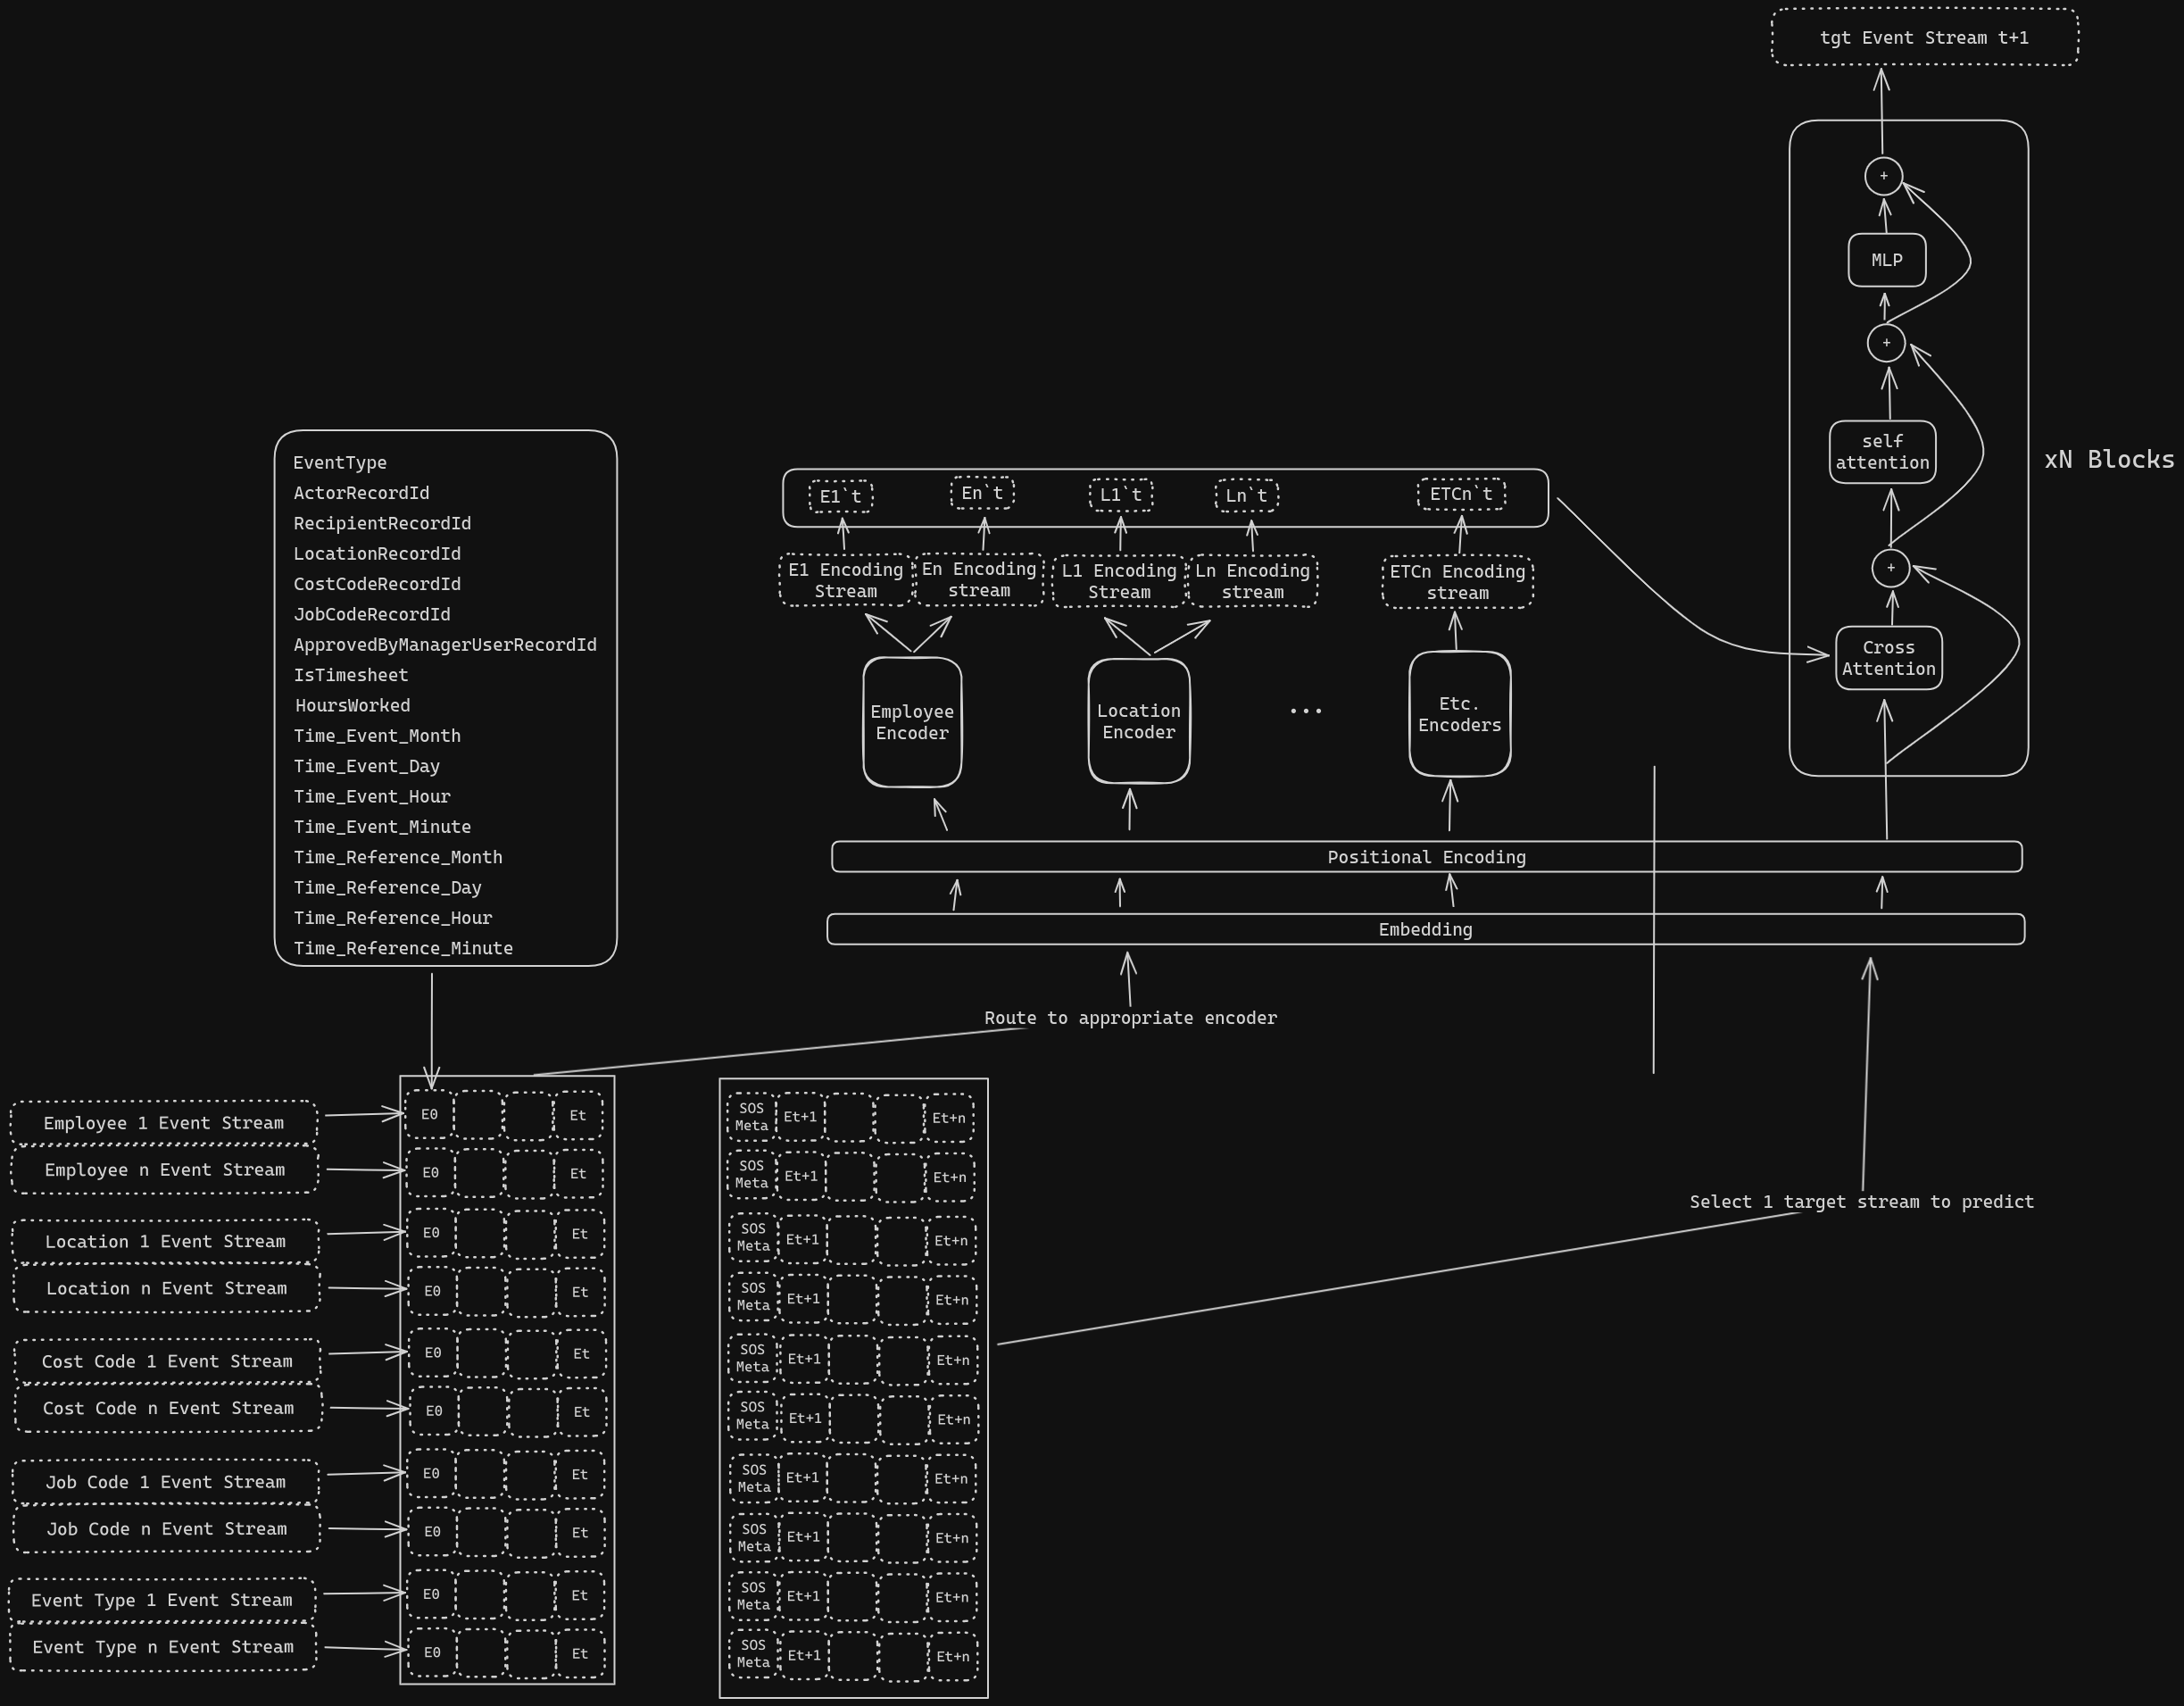 tgt Event Stream t+1
+
MLP
+
self
attention
xN Blocks
+
Cross
Attention
EventType
ActorRecordId
RecipientRecordId
LocationRecordId
CostCodeRecordId
JobCodeRecordId
ApprovedByManagerUserRecordId
IsTimesheet
HoursWorked
Time_Event_Month
Time_Event_Day
Time_Event_Hour
Time_Event_Minute
Time_Reference_Month
Time_Reference_Day
Time_Reference_Hour
Time_Reference_Minute
E1`t En`t L1`t Ln`t ETCn`t
E1 Encoding
Stream
En Encoding
stream
L1 Encoding
Stream
Ln Encoding
stream
ETCn Encoding
stream
Employee
Encoder
Location
Encoder
...
Etc.
Encoders
Positional Encoding
Embedding
Route to appropriate encoder
Select 1 target stream to predict
Employee 1 Event Stream
E0 Et
Employee n Event Stream
E0 Et
Location 1 Event Stream
E0 Et
Location n Event Stream
E0 Et
Cost Code 1 Event Stream
E0 Et
Cost Code n Event Stream
E0 Et
Job Code 1 Event Stream
E0 Et
Job Code n Event Stream
E0 Et
Event Type 1 Event Stream
E0 Et
Event Type n Event Stream
E0 Et
SOS
Meta
Et+1 Et+n
SOS
Meta
Et+1 Et+n
SOS
Meta
Et+1 Et+n
SOS
Meta
Et+1 Et+n
SOS
Meta
Et+1 Et+n
SOS
Meta
Et+1 Et+n
SOS
Meta
Et+1 Et+n
SOS
Meta
Et+1 Et+n
SOS
Meta
Et+1 Et+n
SOS
Meta
Et+1 Et+n